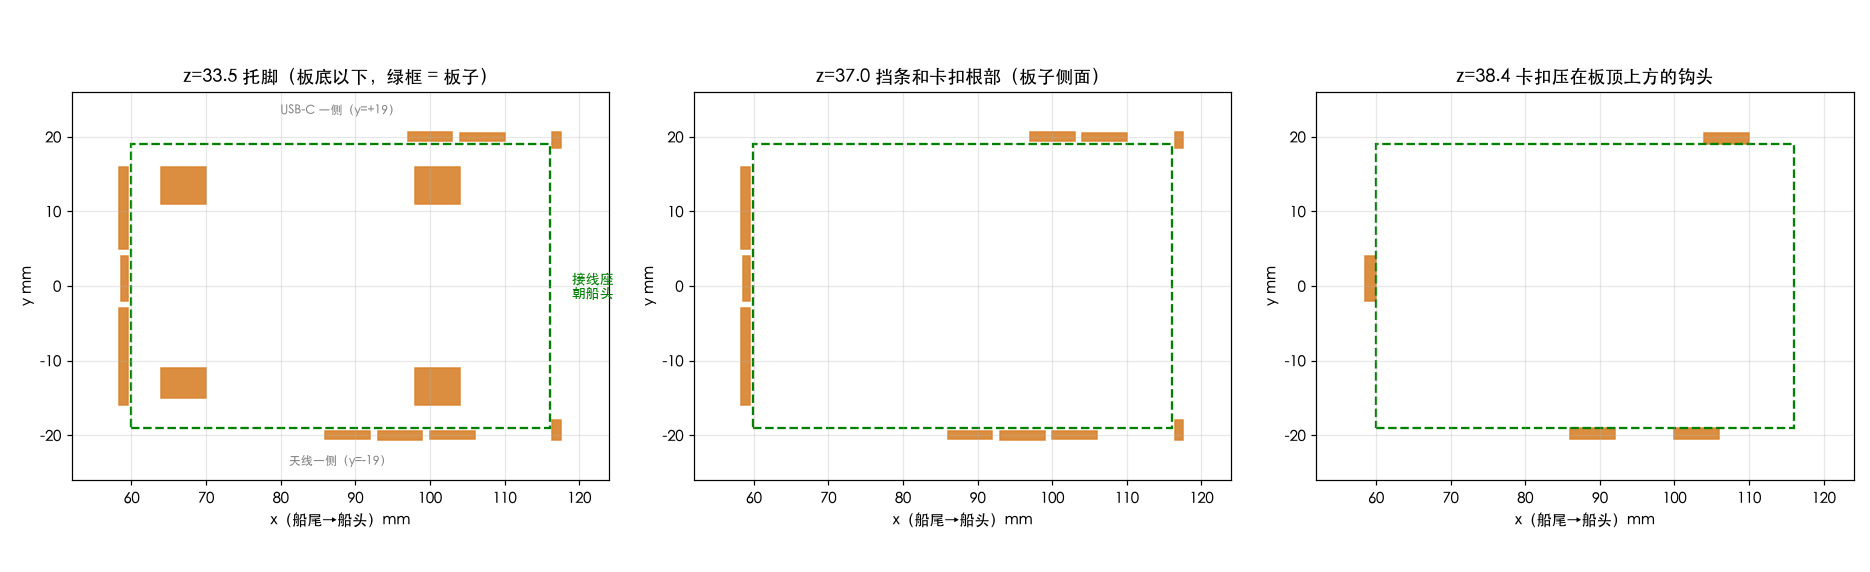 z=33.5 托脚（板底以下，绿框 = 板子）
USB-C 一侧（y=+19）
接线座
朝船头
天线一侧（y=-19）
20
10
0
-10
-20
y mm
60 70 80 90 100 110 120
x（船尾→船头）mm
z=37.0 挡条和卡扣根部（板子侧面）
20
10
0
-10
-20
y mm
60 70 80 90 100 110 120
x（船尾→船头）mm
z=38.4 卡扣压在板顶上方的钩头
20
10
0
-10
-20
y mm
60 70 80 90 100 110 120
x（船尾→船头）mm